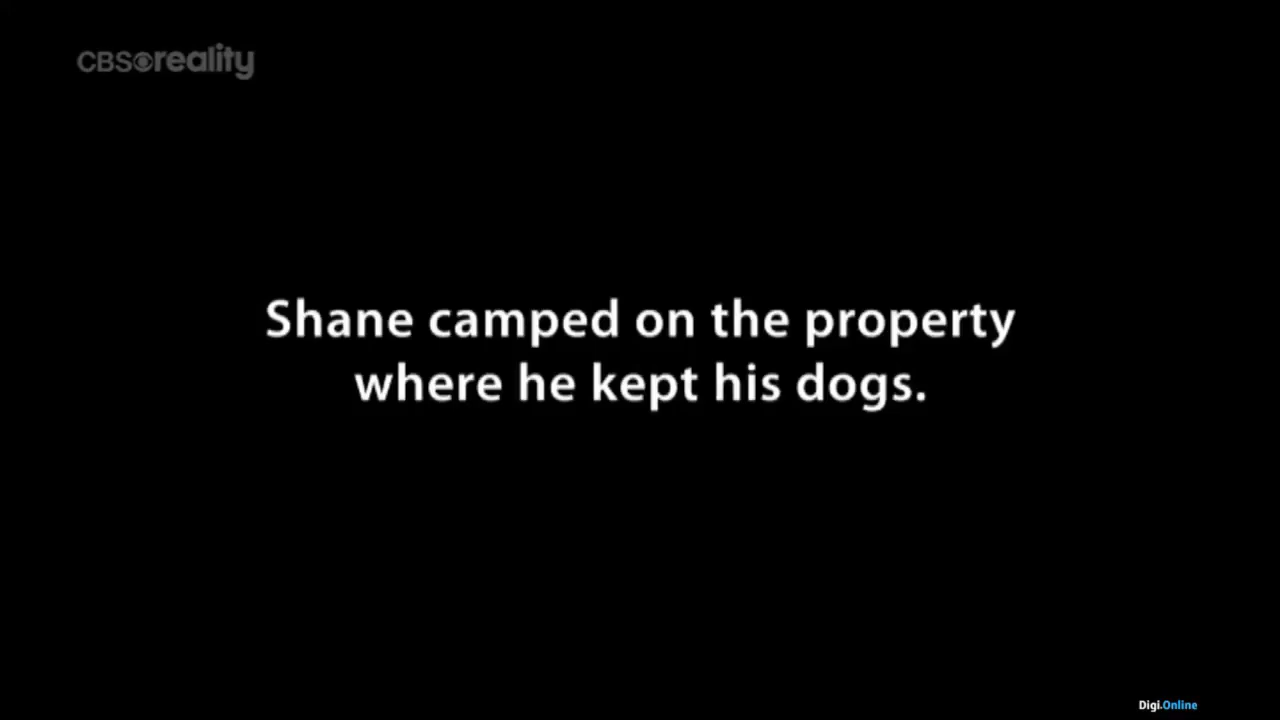 CBS reality
Shane camped on the property
where he kept his dogs.
Digi.Online